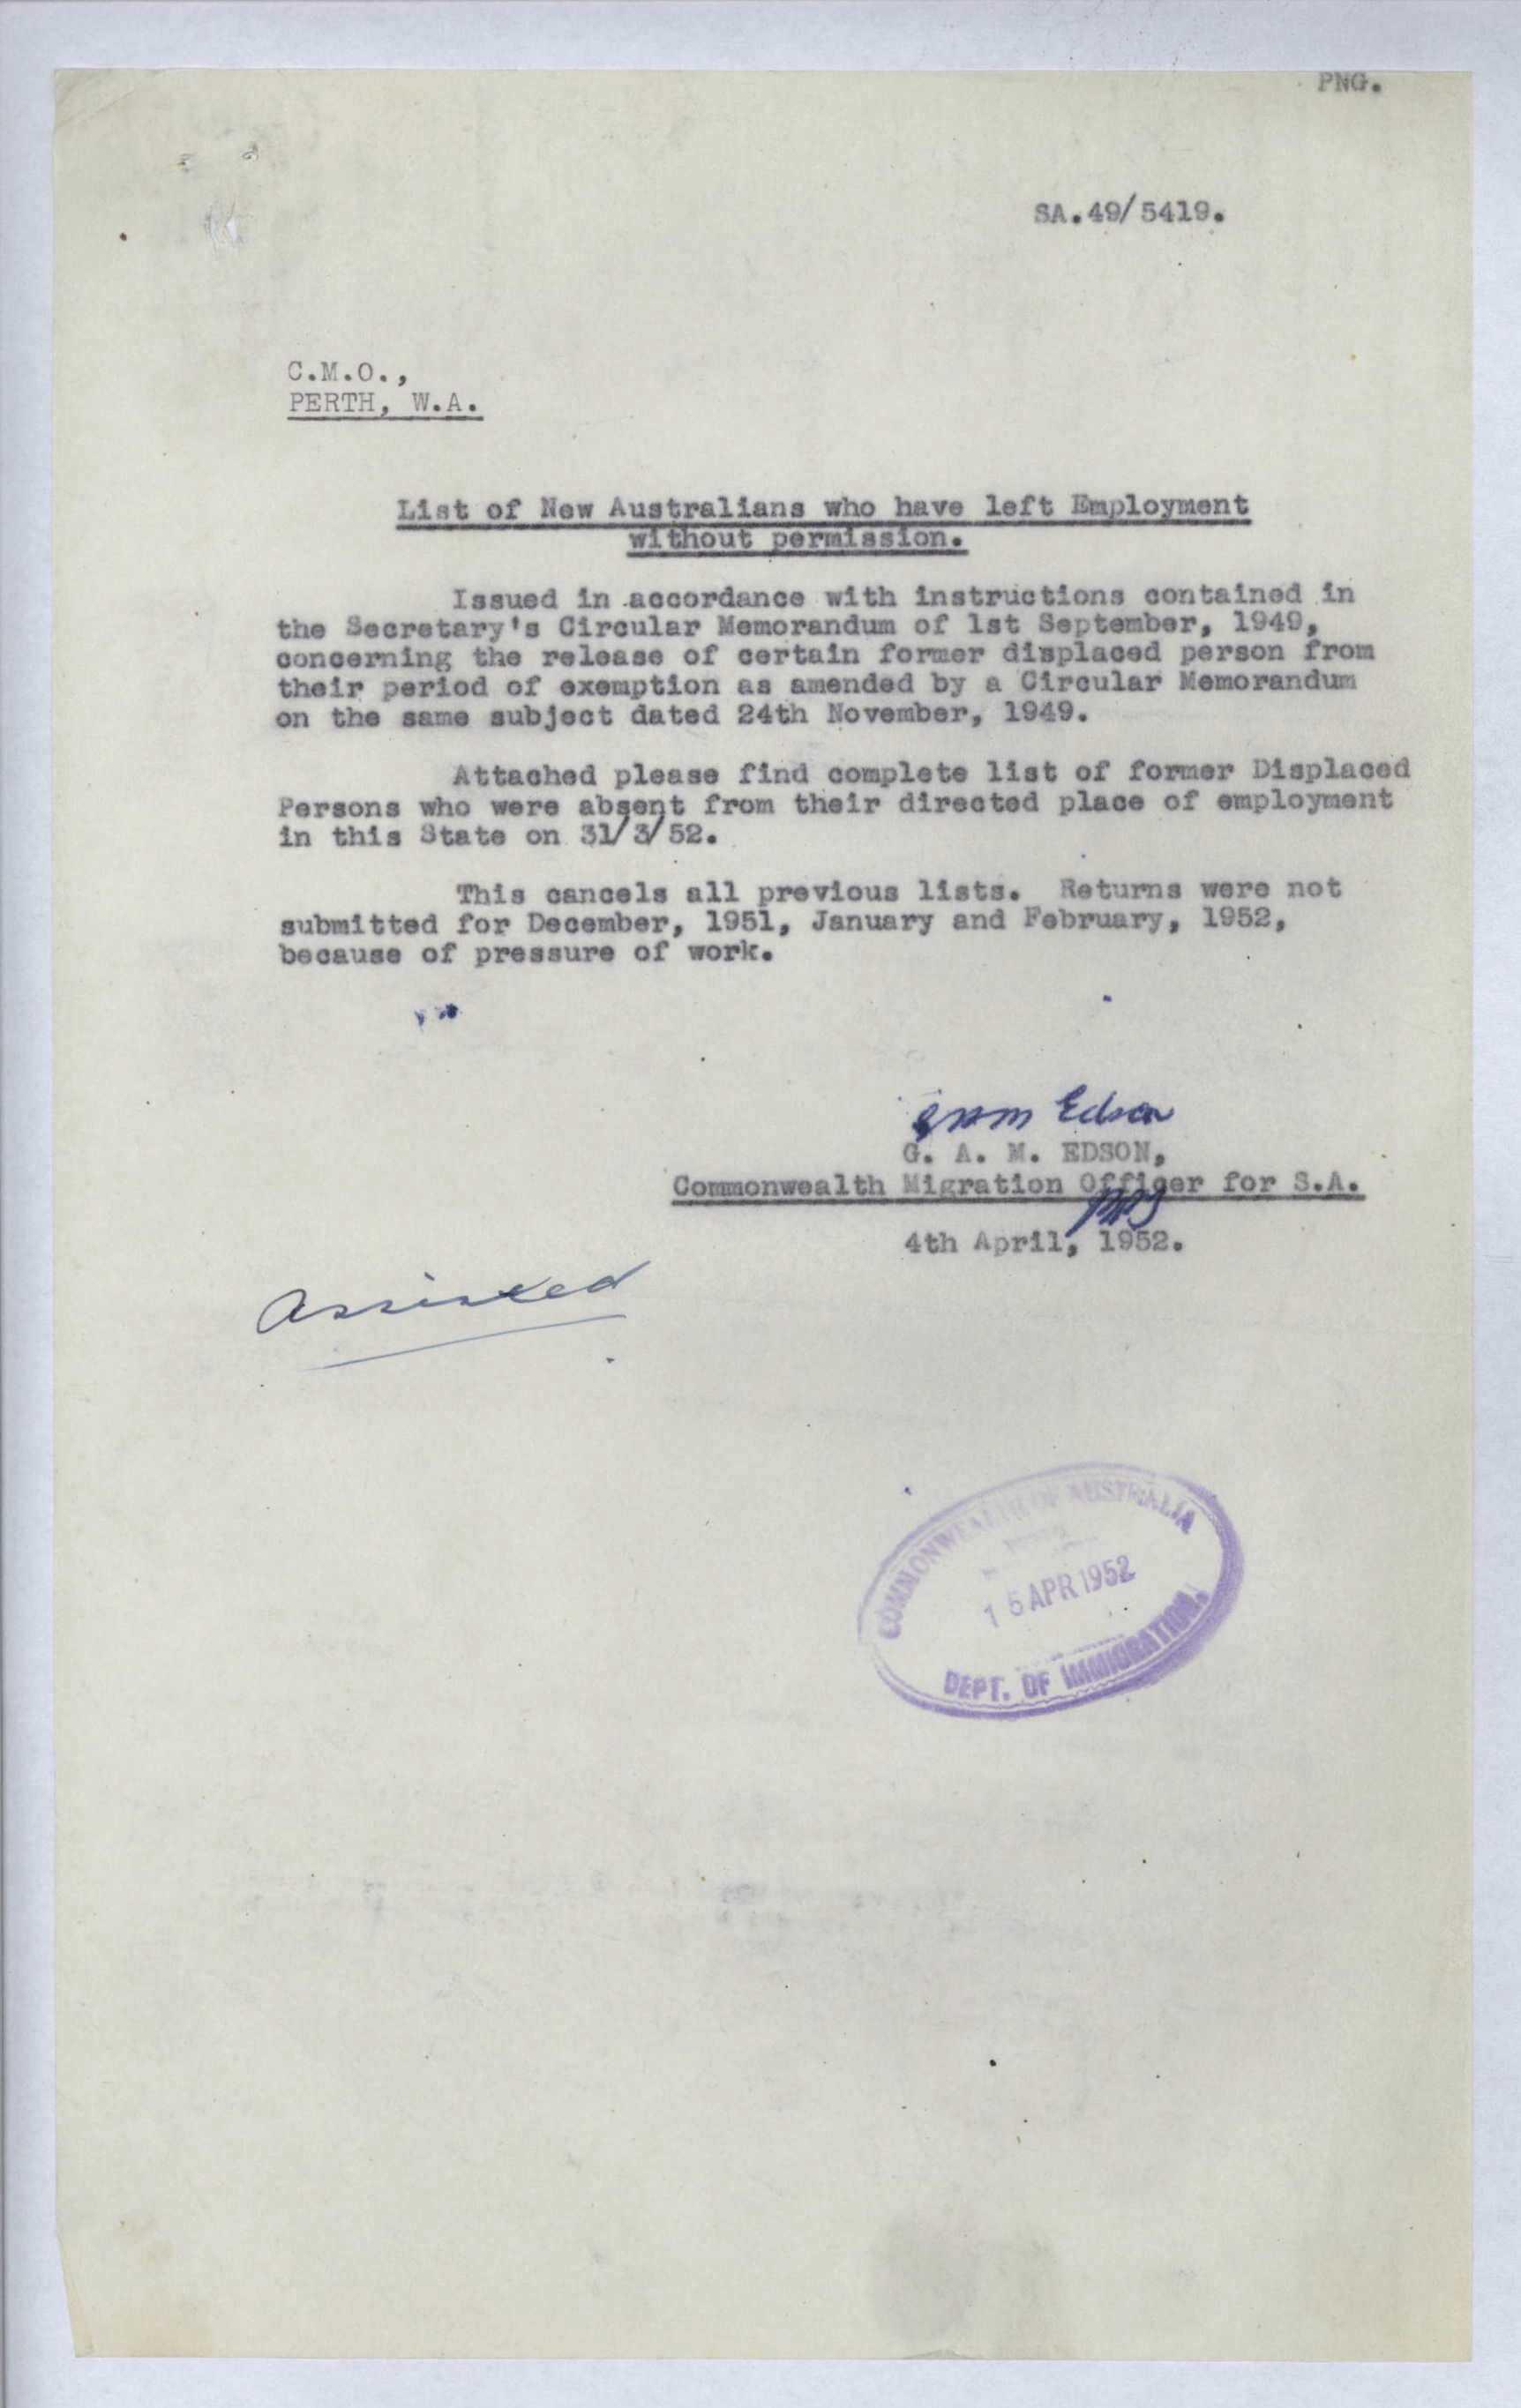 PNG.
SA.49/5419.
C.M.O.,
PERTH, W.A.
List of New Australians who have left Employment
without permission.
Issued in accordance with instructions contained in
the Secretary's Circular Memorandum of 1st September, 1949,
concerning the release of certain former displaced person from
their period of exemption as amended by a Circular Memorandum
on the same subject dated 24th November, 1949.
Attached please find complete list of former Displaced
Persons who were absent from their directed place of employment
in this State on 31/3/52.
This cancels all previous lists. Returns were not
submitted for December, 1951, January and February, 1952,
because of pressure of work.
Edson
G. A. M. EDSON,
Commonwealth Migration Officer for S.A.
4th April, 1952.
Assisted
COMMONWEALTH OF AUSTRALIA
15 APR 1952
DEPT. OF IMMIGRATION.